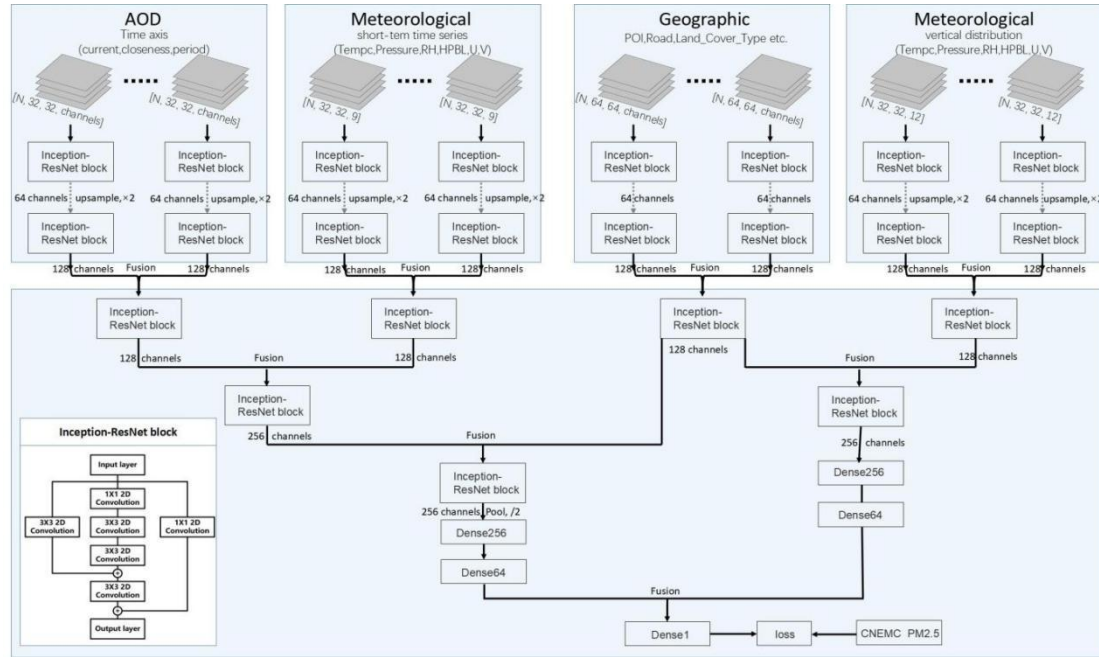 AOD
Time axis
(current,closeness,period)
[N, 32, 32, channels]
[N, 32, 32, channels]
Inception-
ResNet block
Inception-
ResNet block
64 channels
upsample,×2
64 channels
upsample,×2
Inception-
ResNet block
Inception-
ResNet block
128 channels
Fusion
128 channels
Meteorological
short-tem time series
(Tempc,Pressure,RH,HPBL,U,V)
[N, 32, 32, 9]
[N, 32, 32, 9]
Inception-
ResNet block
Inception-
ResNet block
64 channels
upsample,×2
64 channels
upsample,×2
Inception-
ResNet block
Inception-
ResNet block
128 channels
Fusion
128 channels
Geographic
POI,Road,Land_Cover_Type etc.
[N, 64, 64, channels]
[N, 64, 64, channels]
Inception-
ResNet block
Inception-
ResNet block
64 channels
64 channels
Inception-
ResNet block
Inception-
ResNet block
128 channels
Fusion
128 channels
Meteorological
vertical distribution
(Tempc,Pressure,RH,HPBL,U,V)
[N, 32, 32, 12]
[N, 32, 32, 12]
Inception-
ResNet block
Inception-
ResNet block
64 channels
upsample,×2
64 channels
upsample,×2
Inception-
ResNet block
Inception-
ResNet block
128 channels
Fusion
128 channels
Inception-
ResNet block
Inception-
ResNet block
Inception-
ResNet block
Inception-
ResNet block
128 channels
Fusion
128 channels
128 channels
Fusion
128 channels
Inception-
ResNet block
Inception-
ResNet block
256 channels
Fusion
256 channels
Inception-
ResNet block
256 channels, Pool, /2
Dense256
Dense64
Dense256
Dense64
Fusion
Dense1
loss
CNEMC PM2.5
Inception-ResNet block
Input layer
3X3 2D
Convolution
1X1 2D
Convolution
3X3 2D
Convolution
3X3 2D
Convolution
1X1 2D
Convolution
+
3X3 2D
Convolution
+
Output layer